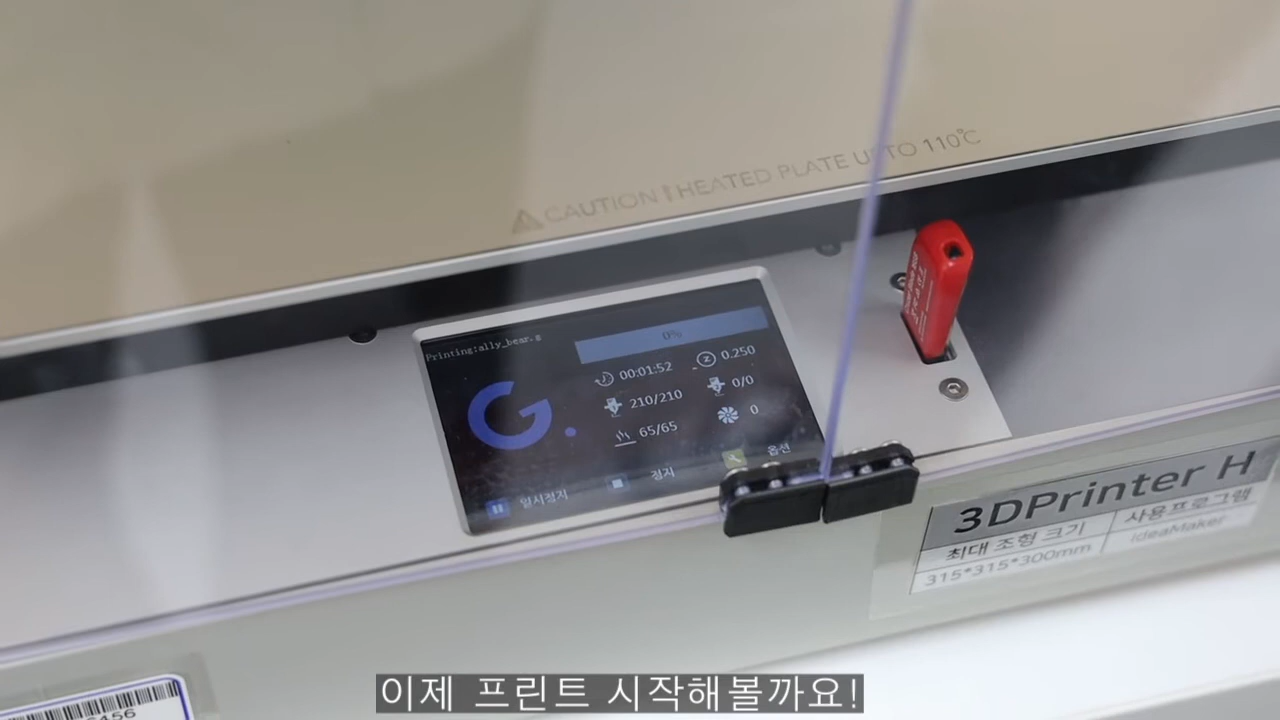 CAUTION ! HEATED PLATE UP TO 110℃
Printing:ally_bear.g
0%
00:01:52
0.250
210/210
0/0
65/65
0
일시정지
정지
옵션
G.
3DPrinter H
최대 조형 크기
사용프로그램
315*315*300mm
ideaMaker
이제 프린트 시작해볼까요!